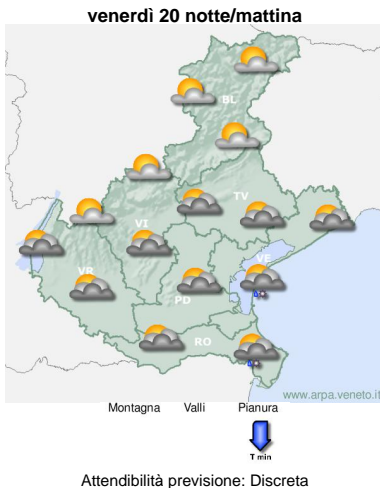 venerdì 20 notte/mattina
BL
TV
VI
VE
VR
PD
RO
www.arpa.veneto.it
Montagna Valli Pianura
T min
Attendibilità previsione: Discreta